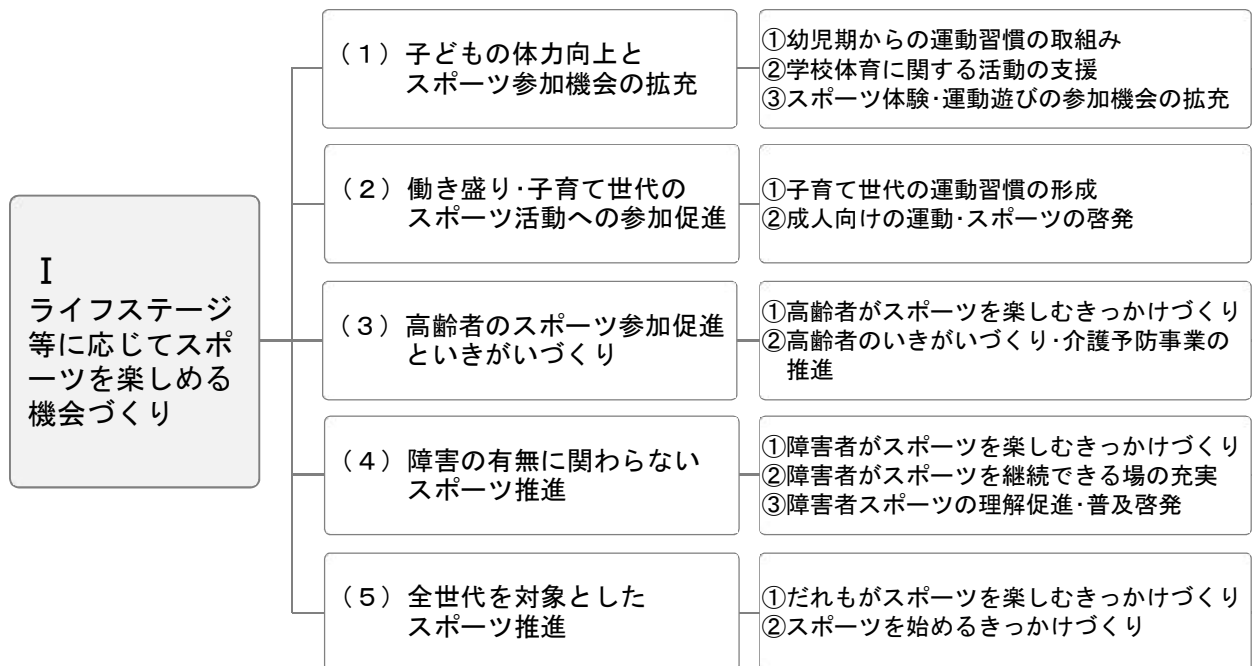 Ⅰ
ライフステージ
等に応じてスポ
ーツを楽しめる
機会づくり
（１）子どもの体力向上と
スポーツ参加機会の拡充
①幼児期からの運動習慣の取組み
②学校体育に関する活動の支援
③スポーツ体験･運動遊びの参加機会の拡充
（２）働き盛り･子育て世代の
スポーツ活動への参加促進
①子育て世代の運動習慣の形成
②成人向けの運動･スポーツの啓発
（３）高齢者のスポーツ参加促進
といきがいづくり
①高齢者がスポーツを楽しむきっかけづくり
②高齢者のいきがいづくり･介護予防事業の
推進
（４）障害の有無に関わらない
スポーツ推進
①障害者がスポーツを楽しむきっかけづくり
②障害者がスポーツを継続できる場の充実
③障害者スポーツの理解促進･普及啓発
（５）全世代を対象とした
スポーツ推進
①だれもがスポーツを楽しむきっかけづくり
②スポーツを始めるきっかけづくり